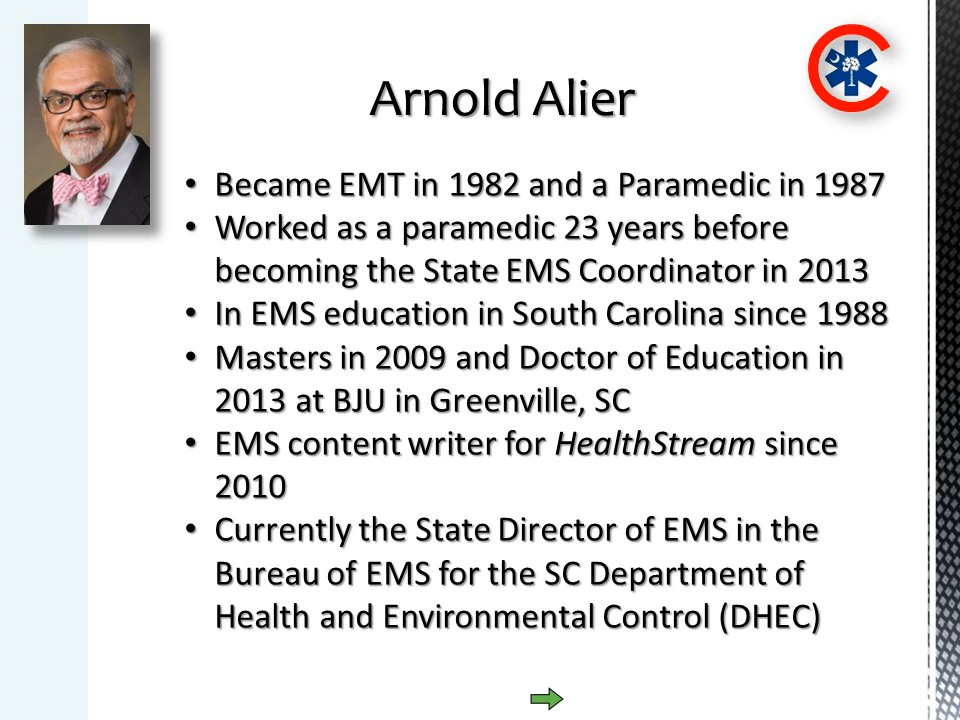 Arnold Alier
• Became EMT in 1982 and a Paramedic in 1987
• Worked as a paramedic 23 years before
becoming the State EMS Coordinator in 2013
• In EMS education in South Carolina since 1988
• Masters in 2009 and Doctor of Education in
2013 at BJU in Greenville, SC
• EMS content writer for HealthStream since
2010
• Currently the State Director of EMS in the
Bureau of EMS for the SC Department of
Health and Environmental Control (DHEC)